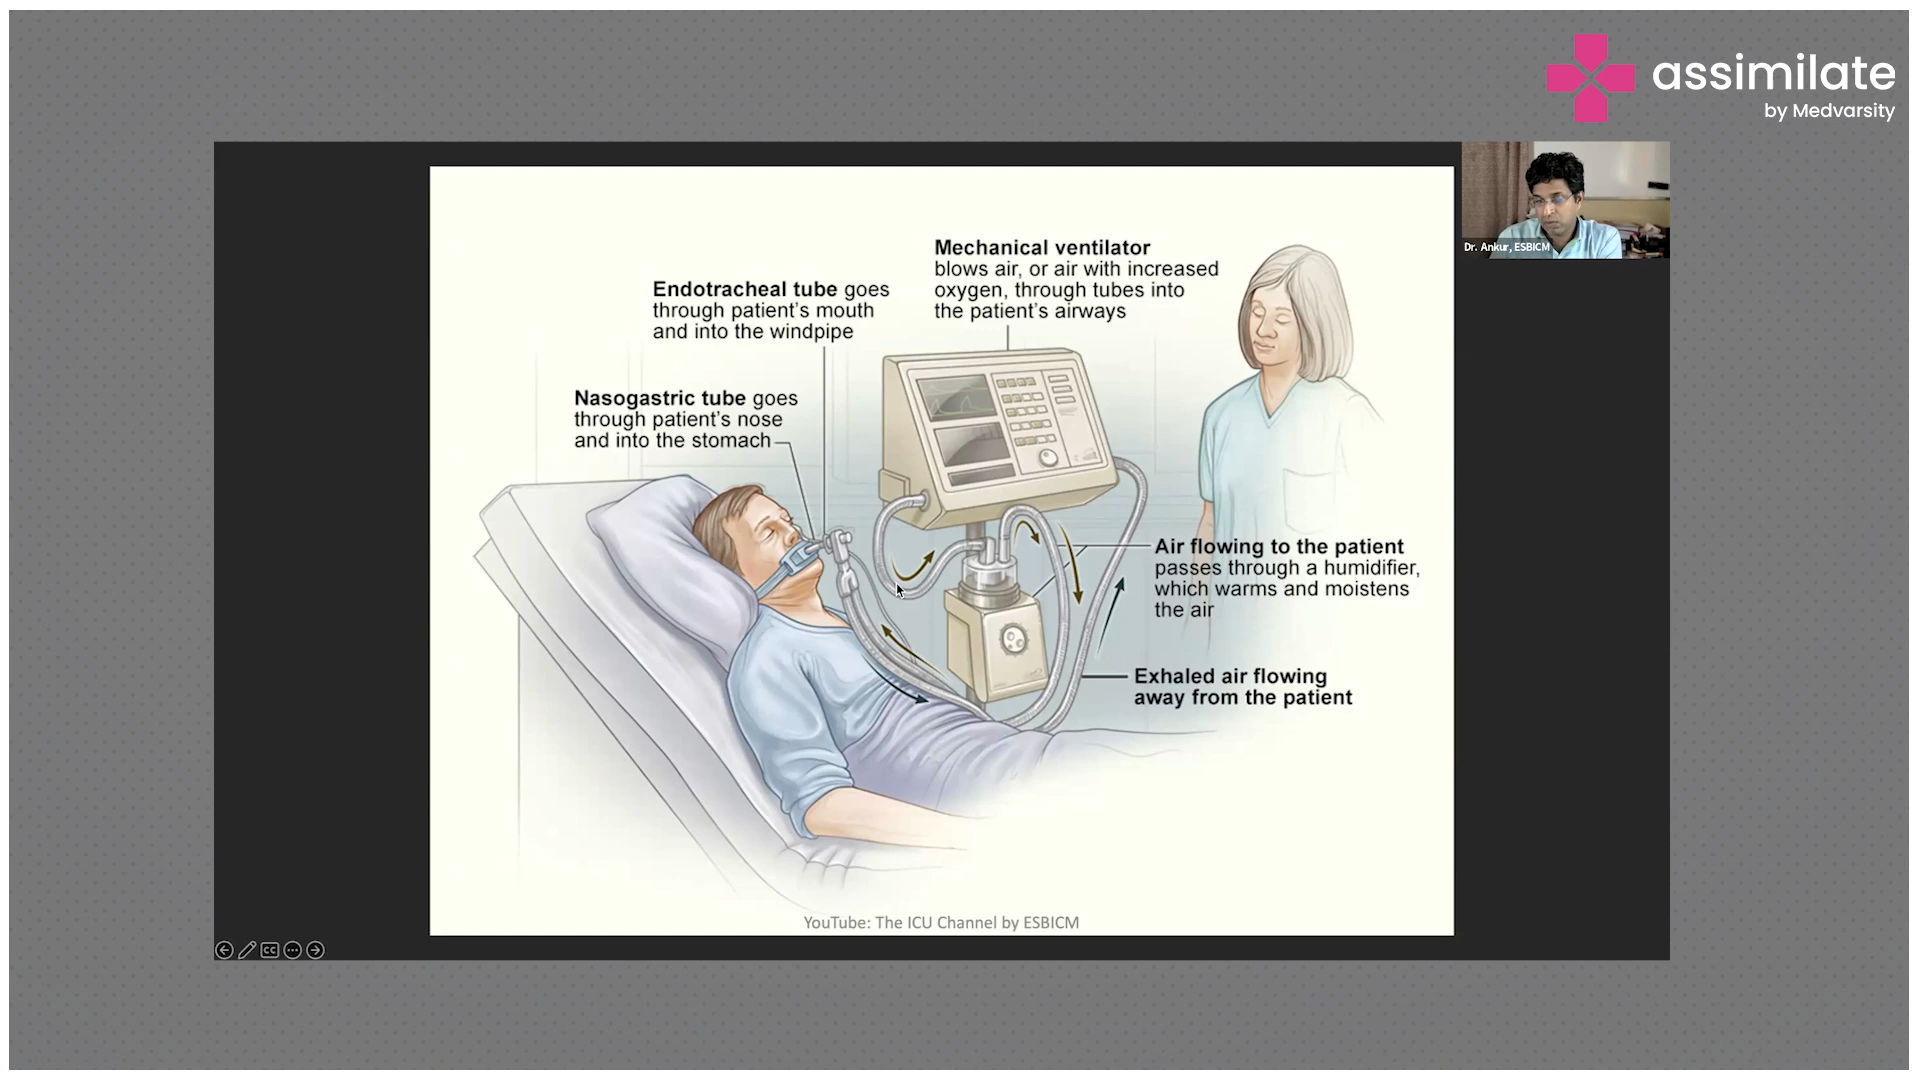 assimilate
by Medvarsity
Dr. Ankur, ESBICM
Mechanical ventilator
blows air, or air with increased
oxygen, through tubes into
the patient's airways
Endotracheal tube goes
through patient's mouth
and into the windpipe
Nasogastric tube goes
through patient's nose
and into the stomach
Air flowing to the patient
passes through a humidifier,
which warms and moistens
the air
Exhaled air flowing
away from the patient
YouTube: The ICU Channel by ESBICM
CC